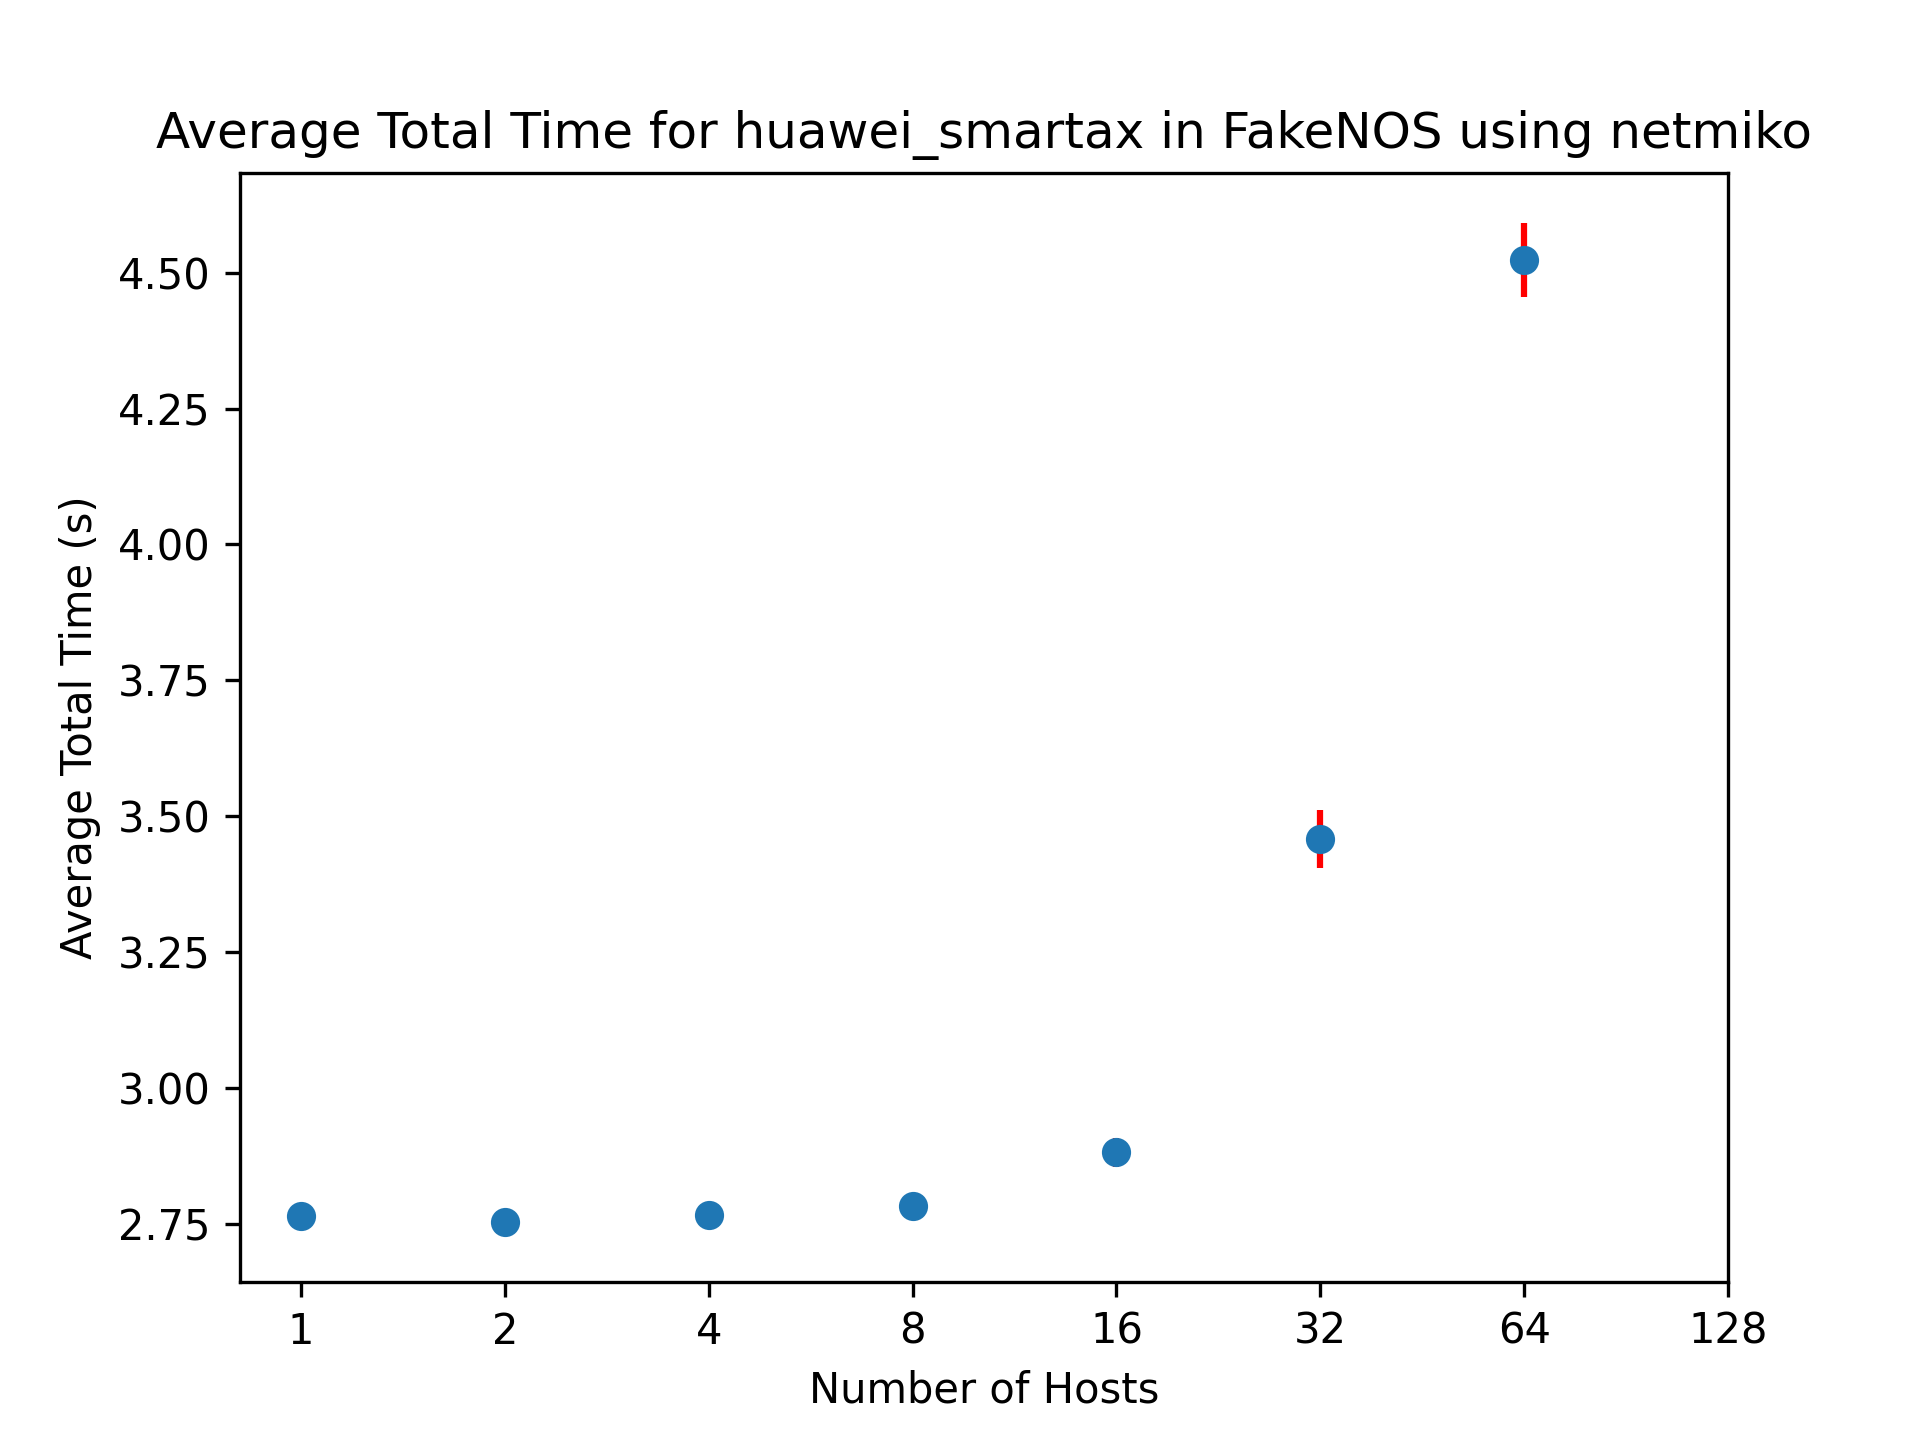 Average Total Time for huawei_smartax in FakeNOS using netmiko
Average Total Time (s)
4.50
4.25
4.00
3.75
3.50
3.25
3.00
2.75
1 2 4 8 16 32 64 128
Number of Hosts